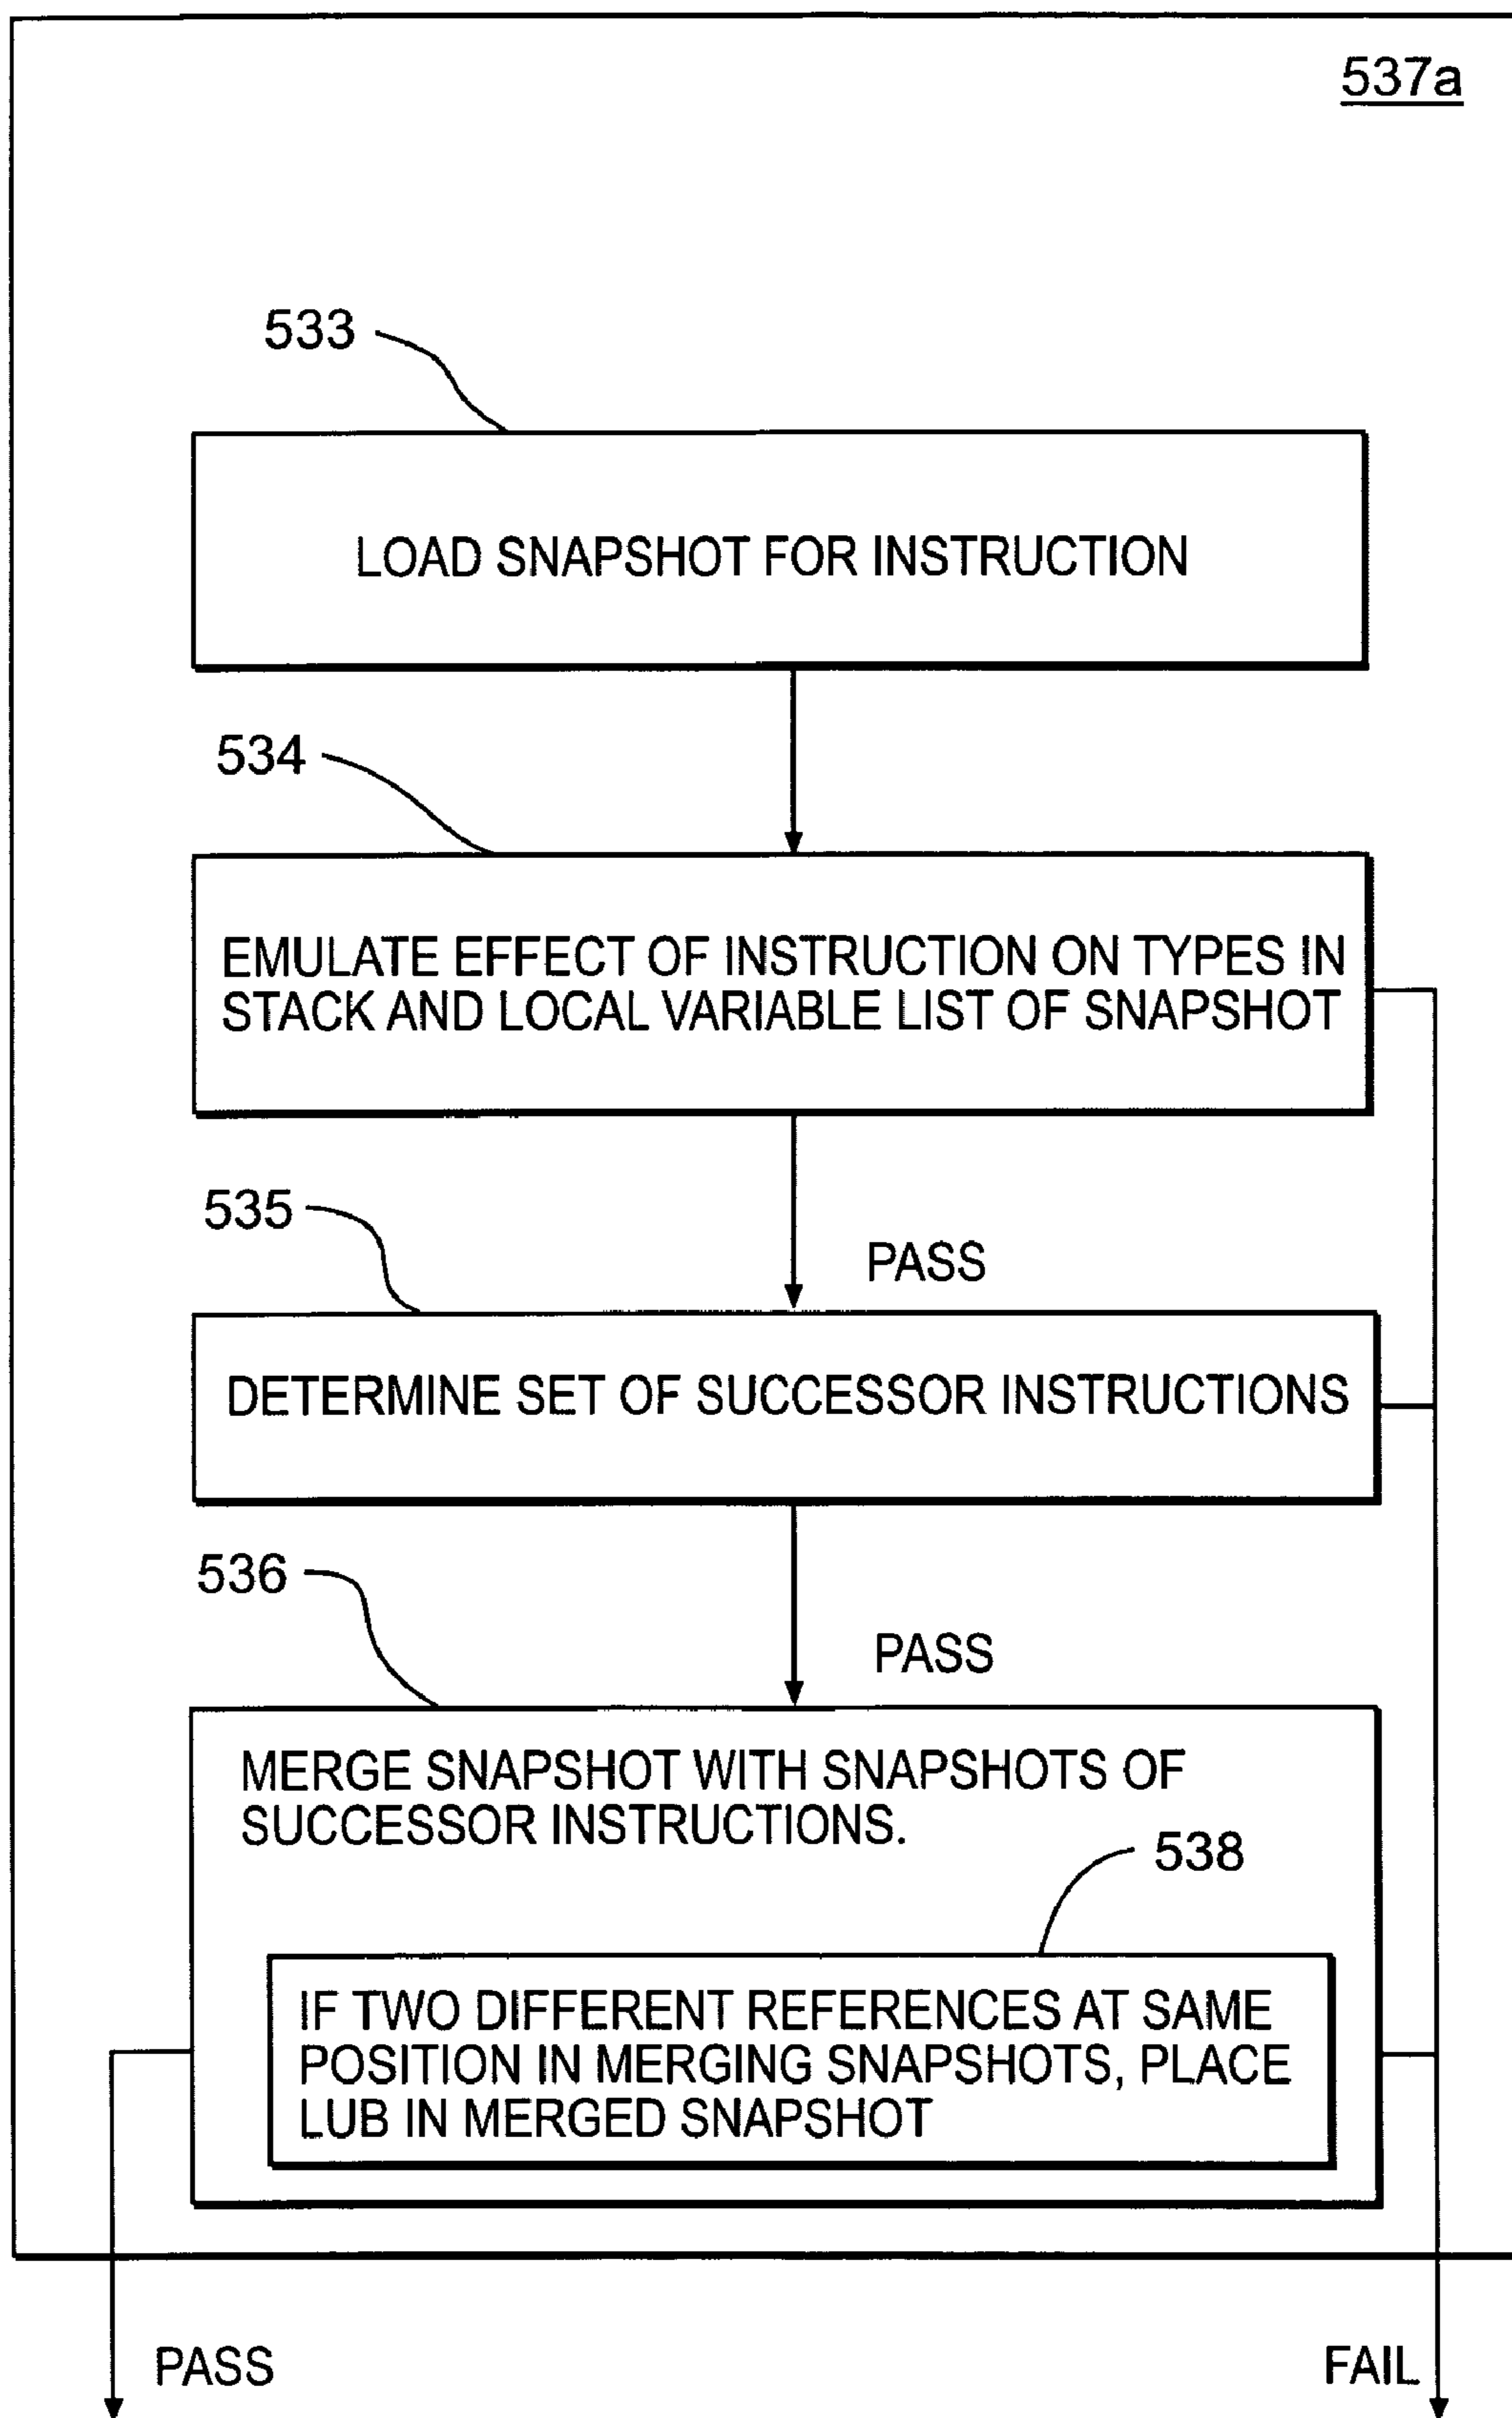 537a
533
LOAD SNAPSHOT FOR INSTRUCTION
534
EMULATE EFFECT OF INSTRUCTION ON TYPES IN
STACK AND LOCAL VARIABLE LIST OF SNAPSHOT
535
PASS
DETERMINE SET OF SUCCESSOR INSTRUCTIONS
536
PASS
MERGE SNAPSHOT WITH SNAPSHOTS OF
SUCCESSOR INSTRUCTIONS.
538
IF TWO DIFFERENT REFERENCES AT SAME
POSITION IN MERGING SNAPSHOTS, PLACE
LUB IN MERGED SNAPSHOT
PASS
FAIL